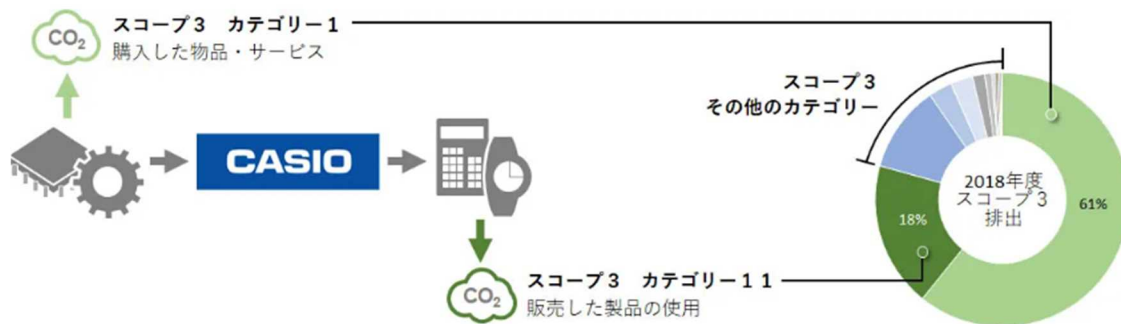 CO₂
スコープ３　カテゴリー１
購入した物品・サービス
CASIO
CO₂
スコープ３　カテゴリー１１
販売した製品の使用
スコープ３
その他のカテゴリー
2018年度
スコープ３
排出
61%
18%